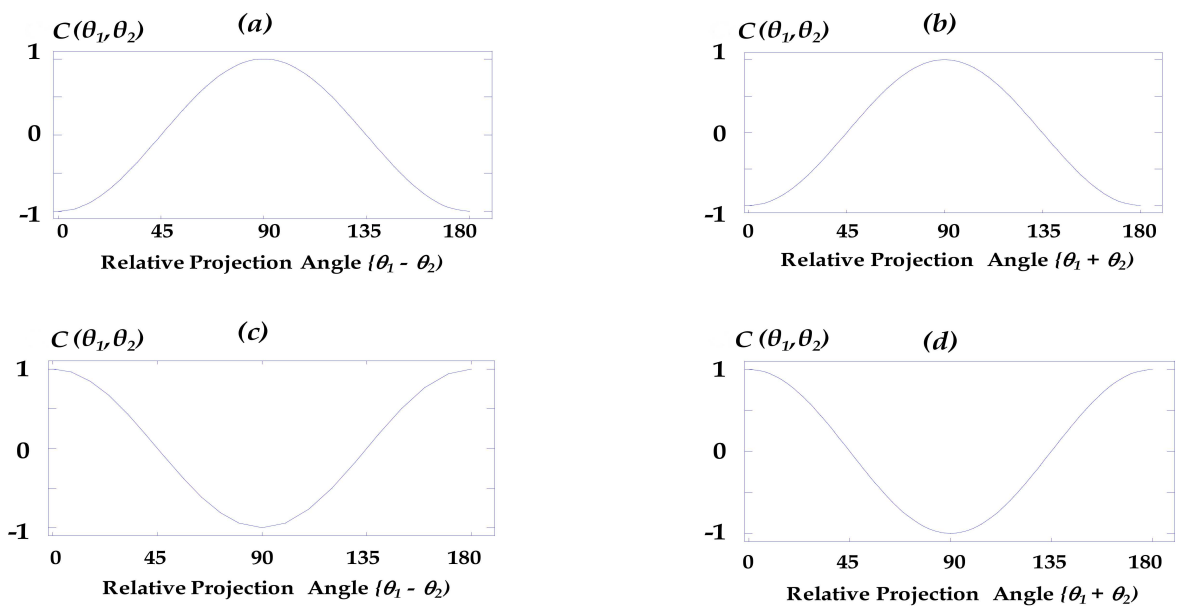 (a) (b)
C(θ₁,θ₂) C(θ₁,θ₂)
1 1
0 0
-1 -1
0 45 90 135 180 0 45 90 135 180
Relative Projection Angle {θ₁ - θ₂) Relative Projection Angle {θ₁ + θ₂)
(c) (d)
C(θ₁,θ₂) C(θ₁,θ₂)
1 1
0 0
-1 -1
0 45 90 135 180 0 45 90 135 180
Relative Projection Angle {θ₁ - θ₂) Relative Projection Angle {θ₁ + θ₂)